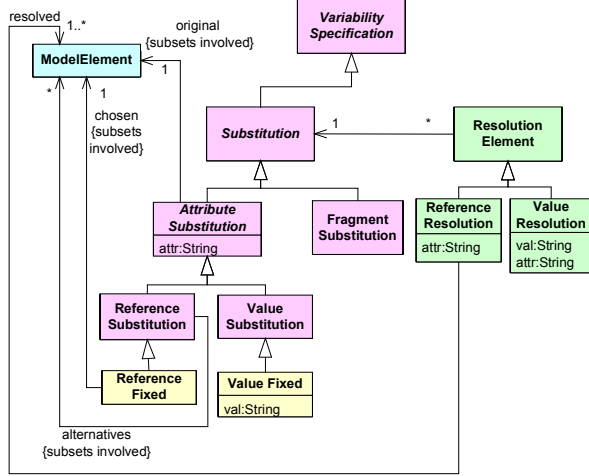 resolved
1..*
original
{subsets involved}
Variability
Specification
ModelElement
1
*
1
chosen
{subsets
involved}
Substitution
1
*
Resolution
Element
Attribute
Substitution
attr:String
Fragment
Substitution
Reference
Resolution
attr:String
Value
Resolution
val:String
attr:String
Reference
Substitution
Value
Substitution
Reference
Fixed
Value Fixed
val:String
alternatives
{subsets involved}